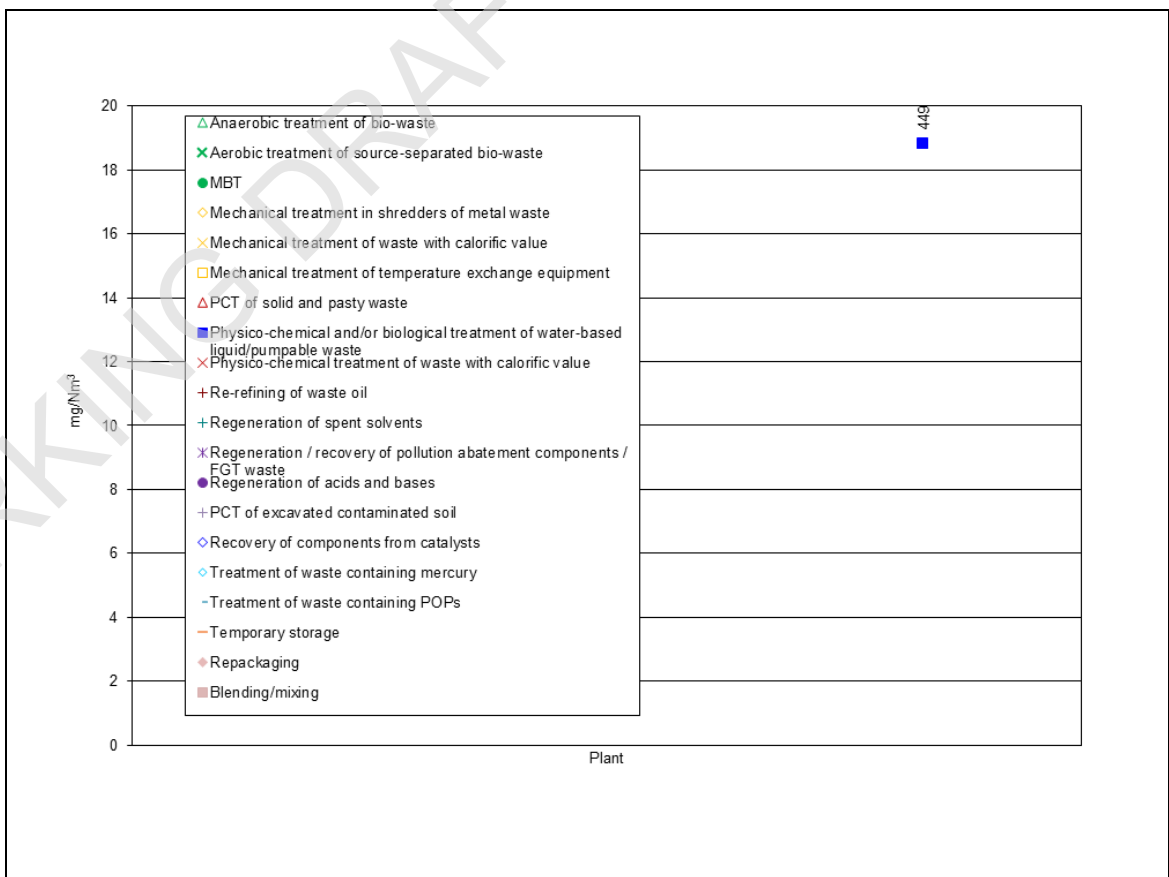 WORKING DRAFT
20
449
18
16
14
12
10
8
6
4
2
0
mg/Nm³
Anaerobic treatment of bio-waste
Aerobic treatment of source-separated bio-waste
MBT
Mechanical treatment in shredders of metal waste
Mechanical treatment of waste with calorific value
Mechanical treatment of temperature exchange equipment
PCT of solid and pasty waste
Physico-chemical and/or biological treatment of water-based
liquid/pumpable waste
Physico-chemical treatment of waste with calorific value
Re-refining of waste oil
Regeneration of spent solvents
Regeneration / recovery of pollution abatement components /
FGT waste
Regeneration of acids and bases
PCT of excavated contaminated soil
Recovery of components from catalysts
Treatment of waste containing mercury
Treatment of waste containing POPs
Temporary storage
Repackaging
Blending/mixing
Plant